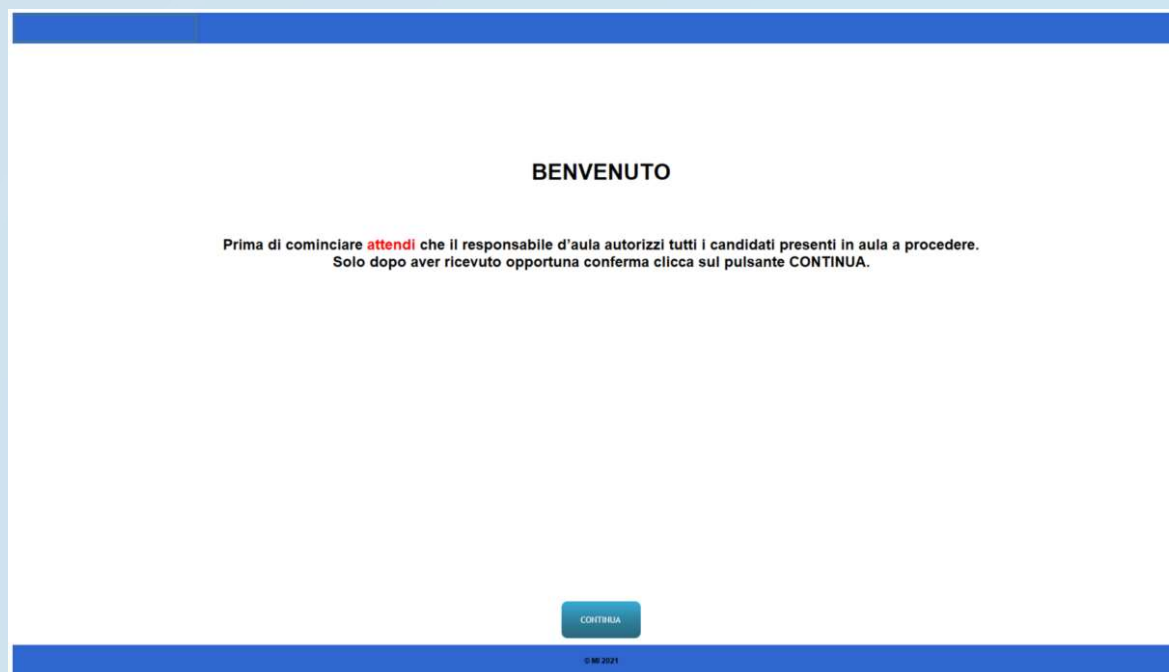 BENVENUTO
Prima di cominciare attendi che il responsabile d’aula autorizzi tutti i candidati presenti in aula a procedere.
Solo dopo aver ricevuto opportuna conferma clicca sul pulsante CONTINUA.
CONTINUA
© MI 2021